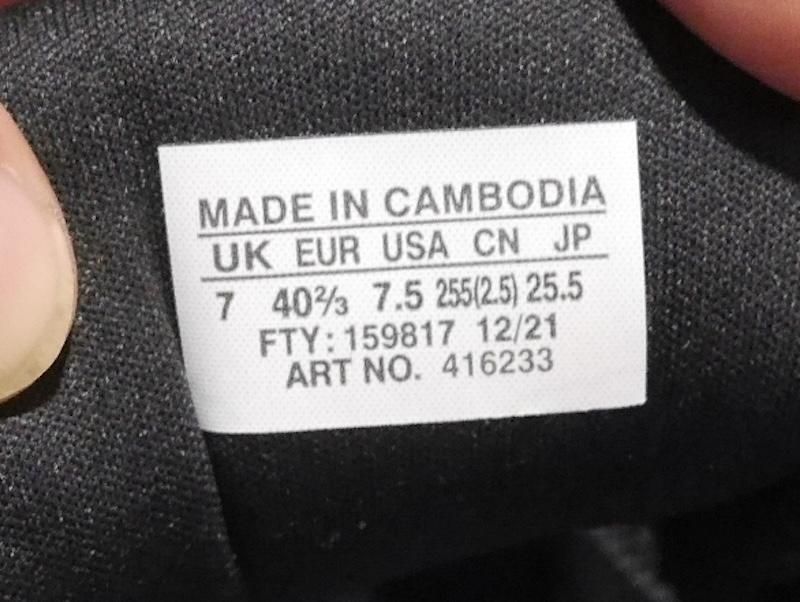 MADE IN CAMBODIA
UK EUR USA CN JP
7 40⅔ 7.5 255(2.5) 25.5
FTY: 159817 12/21
ART NO. 416233